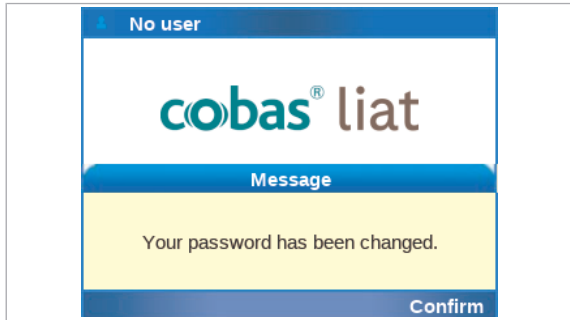 No user
cobas® liat
Message
Your password has been changed.
Confirm